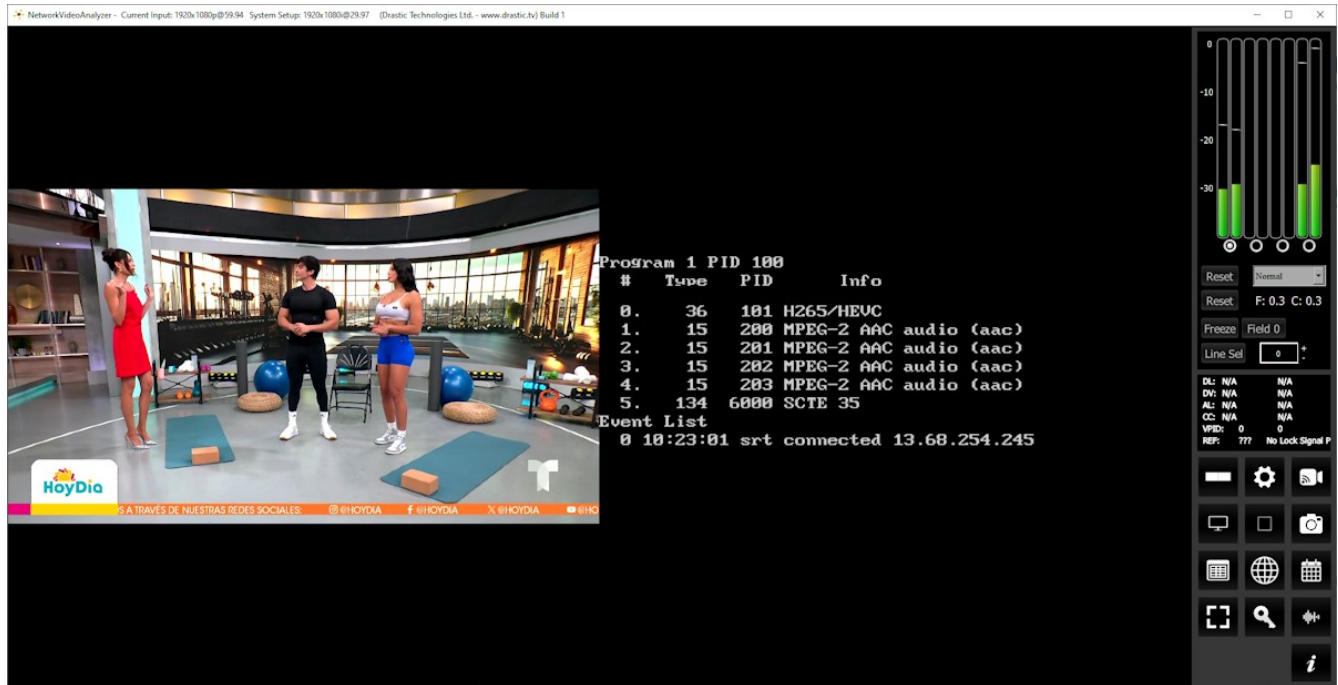 NetworkVideoAnalyzer - Current Input: 1920x1080p@59.94 System Setup: 1920x1080i@29.97 (Drastic Technologies Ltd. - www.drastic.tv) Build 1
Program 1 PID 100
# Type PID Info
0. 36 101 H265/HEVC
1. 15 200 MPEG-2 AAC audio (aac)
2. 15 201 MPEG-2 AAC audio (aac)
3. 15 202 MPEG-2 AAC audio (aac)
4. 15 203 MPEG-2 AAC audio (aac)
5. 134 6000 SCTE 35
Event List
0 10:23:01 srt connected 13.68.254.245
HoyDía
S A TRAVÉS DE NUESTRAS REDES SOCIALES: @HOYDIA f @HOYDIA X @HOYDIA @HO
0
-10
-20
-30
Reset Normal
Reset F: 0.3 C: 0.3
Freeze Field 0
Line Sel 0 + -
DL: N/A N/A
DV: N/A N/A
AL: N/A N/A
CC: N/A N/A
VPID: 0 0
REF: ??? No Lock Signal P
i